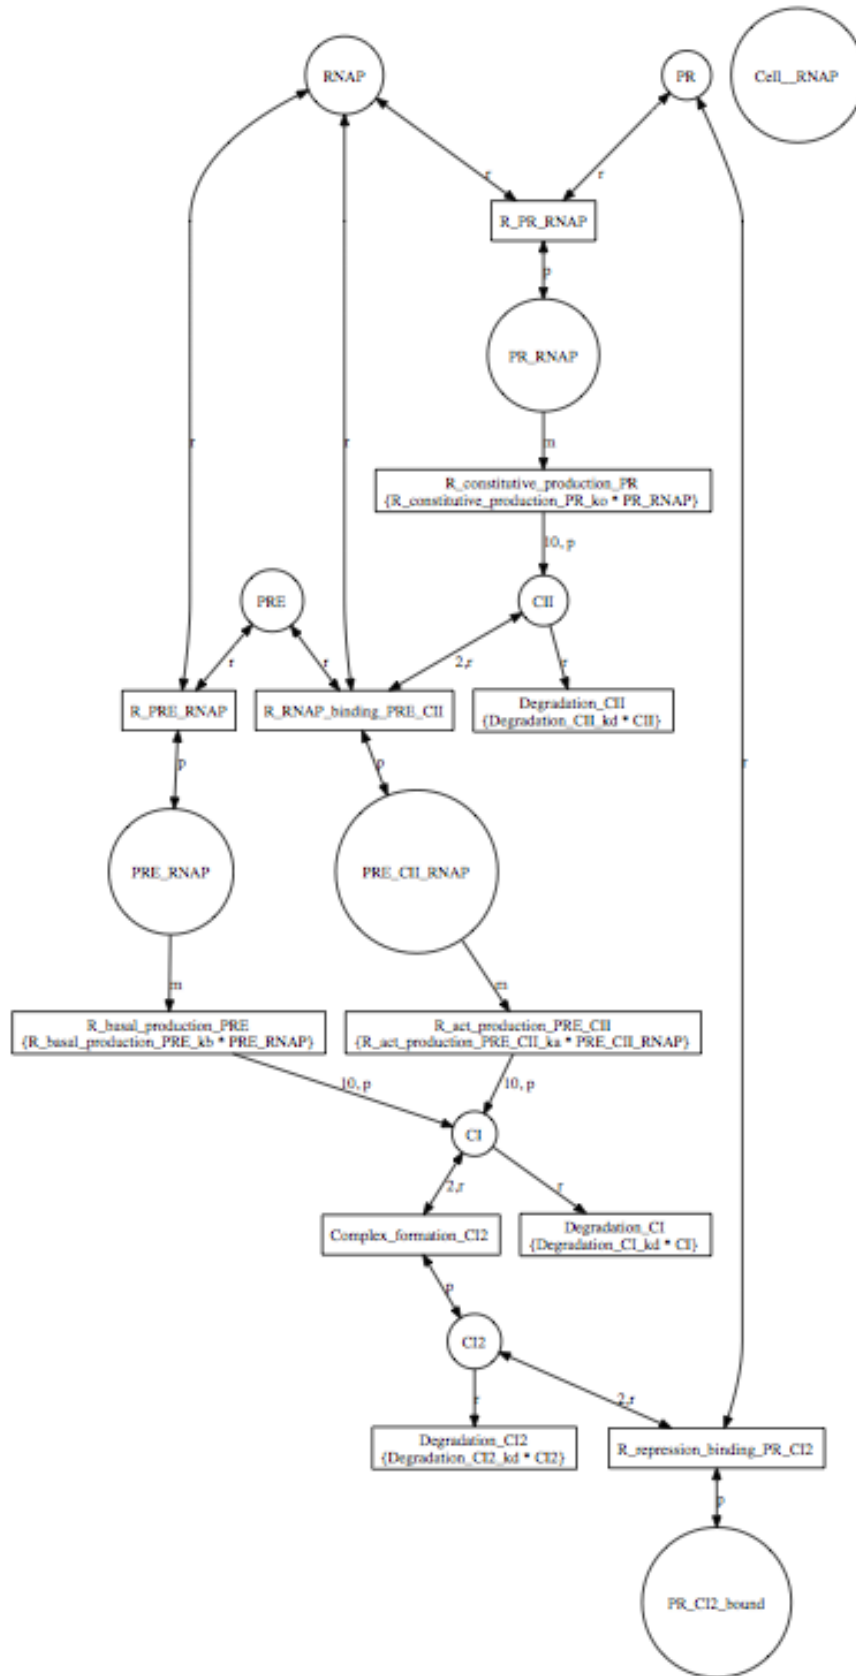 RNAP
PR
Cell__RNAP
r
r
R_PR_RNAP
p
PR_RNAP
r
r
m
R_constitutive_production_PR
{R_constitutive_production_PR_ko * PR_RNAP}
10, p
PRE
CII
r
r
2,r
r
R_PRE_RNAP
R_RNAP_binding_PRE_CII
Degradation_CII
{Degradation_CII_kd * CII}
p
p
r
PRE_RNAP
PRE_CII_RNAP
m
m
R_basal_production_PRE
{R_basal_production_PRE_kb * PRE_RNAP}
R_act_production_PRE_CII
{R_act_production_PRE_CII_ka * PRE_CII_RNAP}
10, p
10, p
CI
2,r
r
Complex_formation_CI2
Degradation_CI
{Degradation_CI_kd * CI}
p
CI2
r
2,r
Degradation_CI2
{Degradation_CI2_kd * CI2}
R_repression_binding_PR_CI2
p
PR_CI2_bound